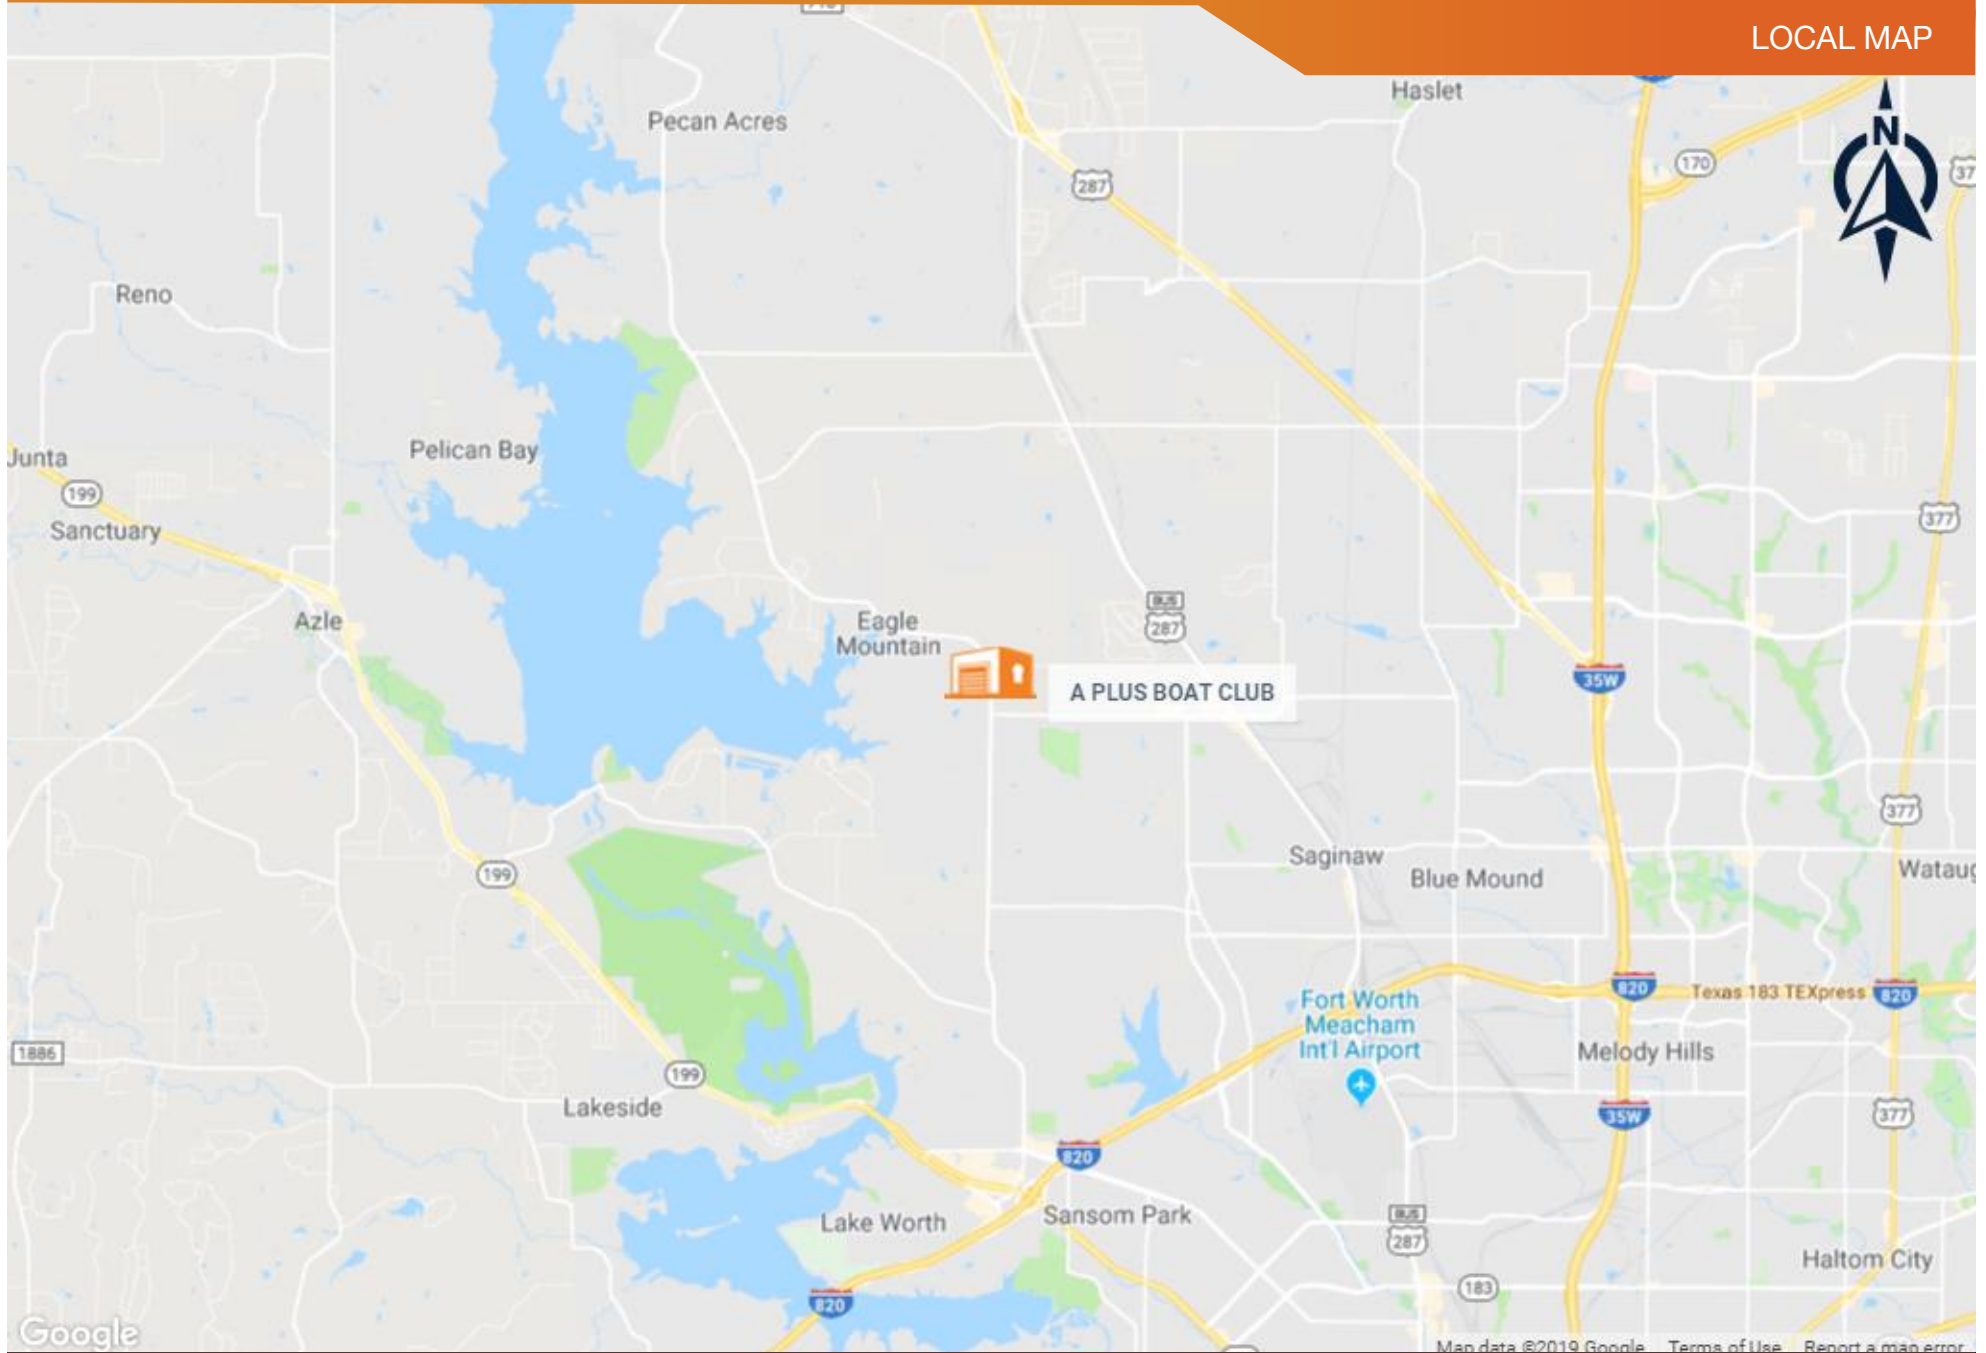 LOCAL MAP
Haslet
N
Pecan Acres
170
287
Reno
Pelican Bay
Junta
199
377
Sanctuary
BUS
287
Azle
Eagle
Mountain
35W
A PLUS BOAT CLUB
377
Saginaw
Blue Mound
199
820
Texas 183 TEXpress
820
Fort Worth
Meacham
Int'l Airport
1886
Melody Hills
199
Lakeside
35W
377
820
Lake Worth
Sansom Park
BUS
287
Haltom City
183
820
Google
Map data ©2019 Google
Terms of Use
Report a map error